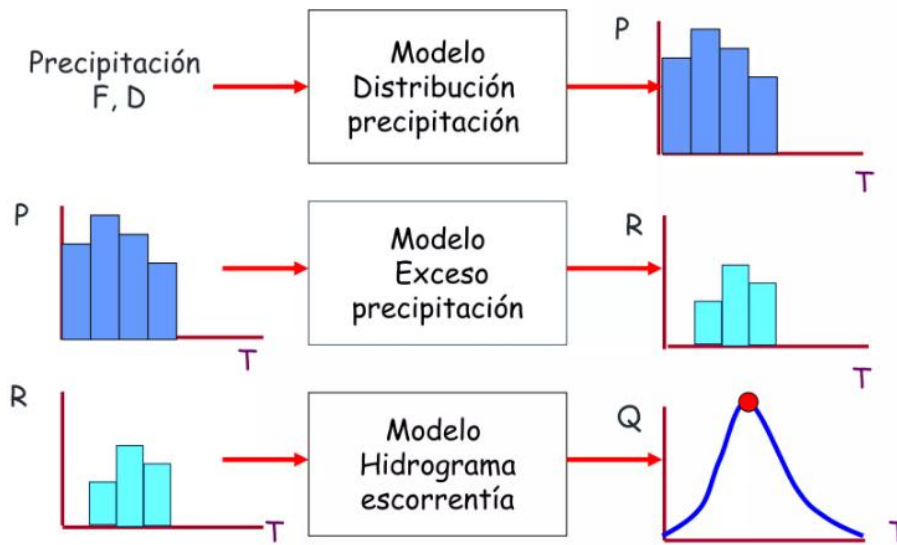 Precipitación
F, D
Modelo
Distribución
precipitación
P
T
P
T
Modelo
Exceso
precipitación
R
T
R
T
Modelo
Hidrograma
escorrentía
Q
T